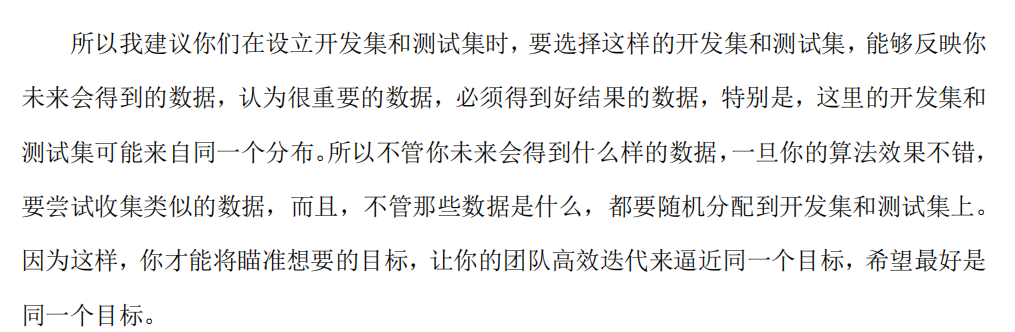 所以我建议你们在设立开发集和测试集时，要选择这样的开发集和测试集，能够反映你
未来会得到的数据，认为很重要的数据，必须得到好结果的数据，特别是，这里的开发集和
测试集可能来自同一个分布。所以不管你未来会得到什么样的数据，一旦你的算法效果不错，
要尝试收集类似的数据，而且，不管那些数据是什么，都要随机分配到开发集和测试集上。
因为这样，你才能将瞄准想要的目标，让你的团队高效迭代来逼近同一个目标，希望最好是
同一个目标。